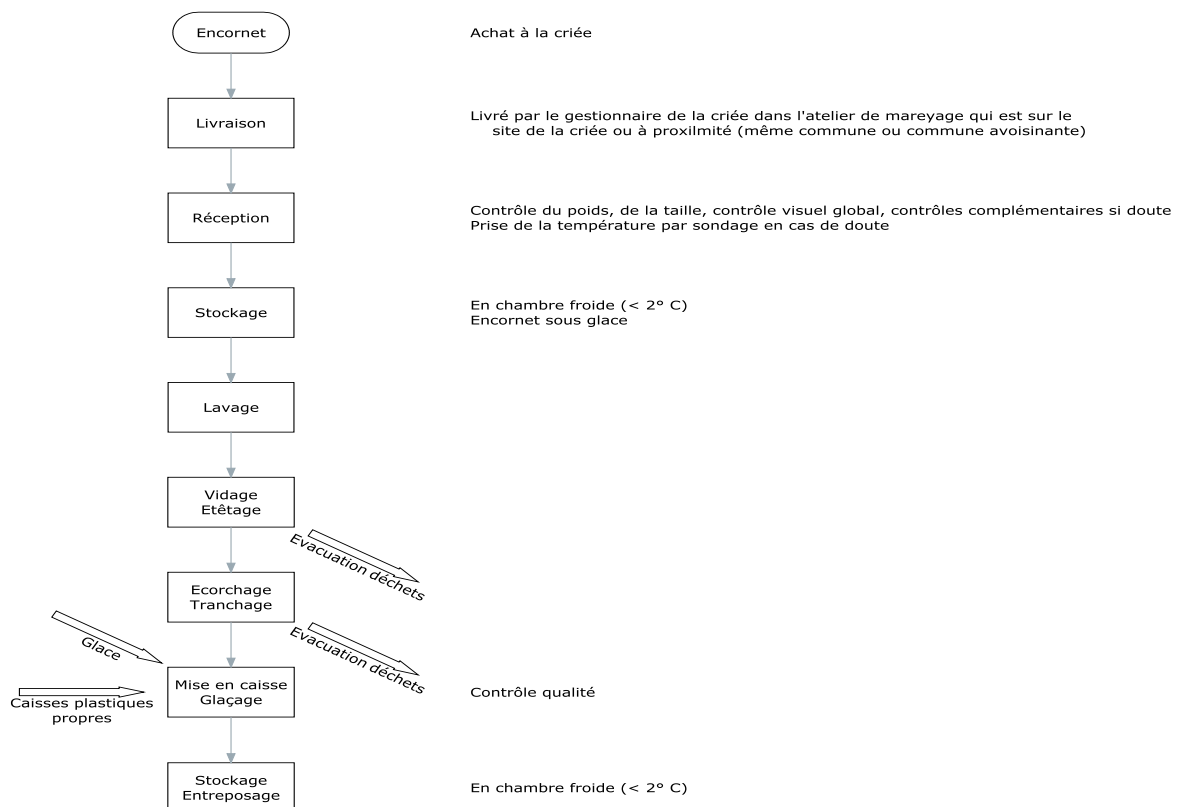 Encornet
Achat à la criée
Livraison
Livré par le gestionnaire de la criée dans l'atelier de mareyage qui est sur le
site de la criée ou à proxilmité (même commune ou commune avoisinante)
Réception
Contrôle du poids, de la taille, contrôle visuel global, contrôles complémentaires si doute
Prise de la température par sondage en cas de doute
Stockage
En chambre froide (< 2° C)
Encornet sous glace
Lavage
Vidage
Etêtage
Evacuation déchets
Ecorchage
Tranchage
Evacuation déchets
Glace
Caisses plastiques
propres
Mise en caisse
Glaçage
Contrôle qualité
Stockage
Entreposage
En chambre froide (< 2° C)